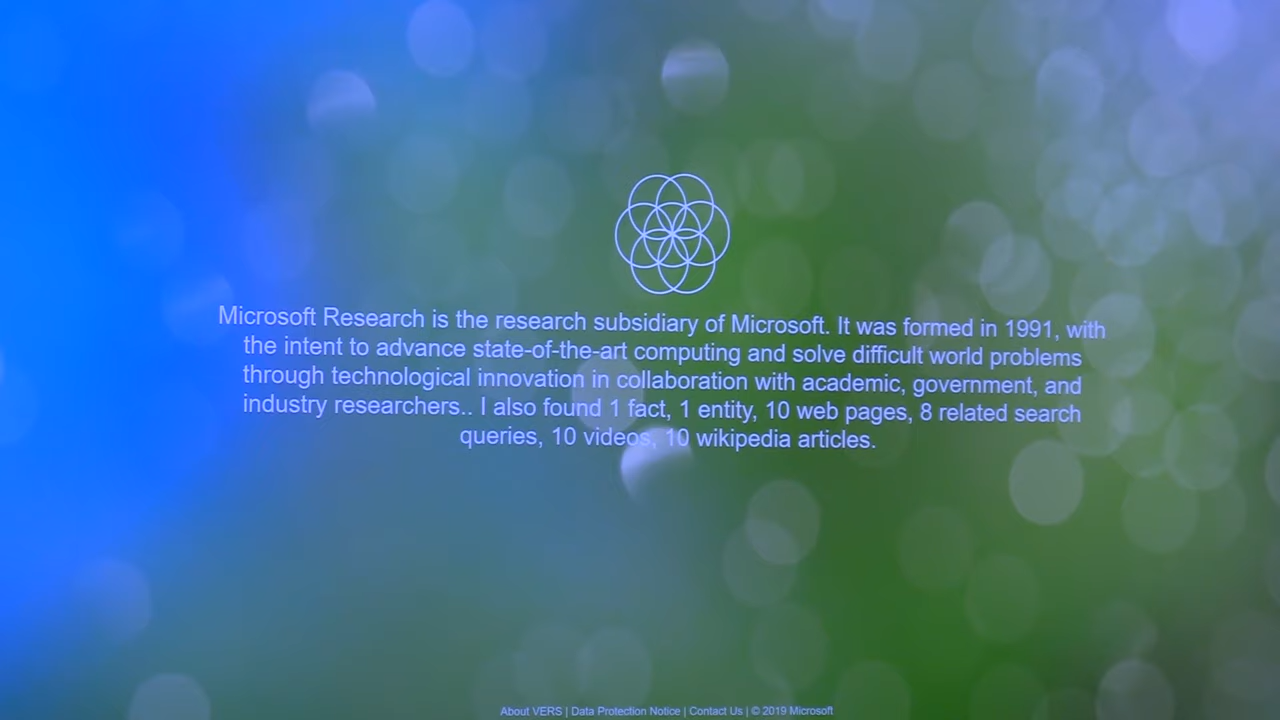 Microsoft Research is the research subsidiary of Microsoft. It was formed in 1991, with
the intent to advance state-of-the-art computing and solve difficult world problems
through technological innovation in collaboration with academic, government, and
industry researchers.. I also found 1 fact, 1 entity, 10 web pages, 8 related search
queries, 10 videos, 10 wikipedia articles.
About VERS | Data Protection Notice | Contact Us | © 2019 Microsoft